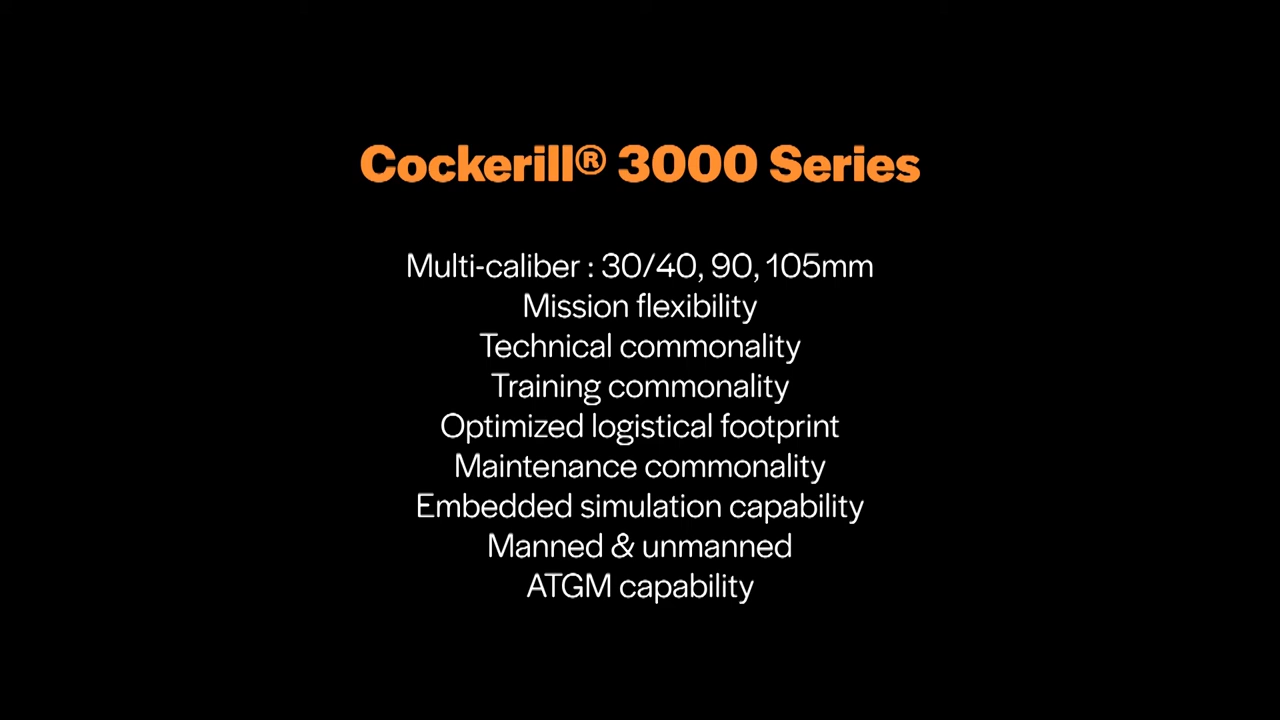 Cockerill® 3000 Series
Multi-caliber : 30/40, 90, 105mm
Mission flexibility
Technical commonality
Training commonality
Optimized logistical footprint
Maintenance commonality
Embedded simulation capability
Manned & unmanned
ATGM capability